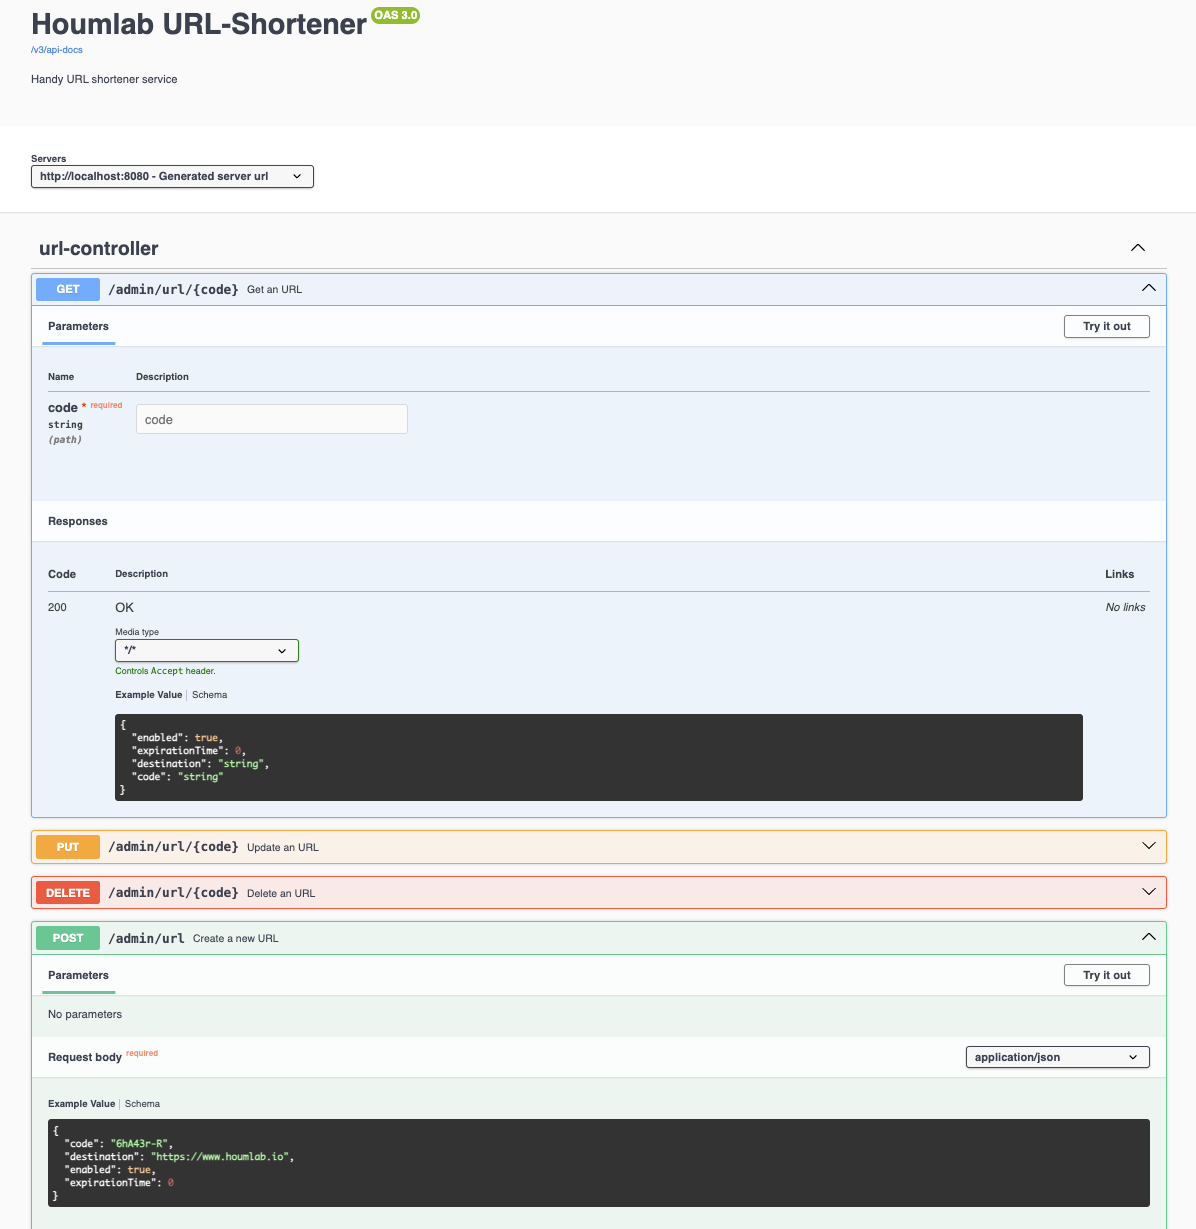 Houmlab URL-Shortener OAS 3.0
/v3/api-docs
Handy URL shortener service
Servers
http://localhost:8080 - Generated server url
url-controller
GET /admin/url/{code} Get an URL
Parameters Try it out
Name Description
code * required code
string
(path)
Responses
Code Description Links
200 OK No links
Media type
*/*
Controls Accept header.
Example Value Schema
{
"enabled": true,
"expirationTime": 0,
"destination": "string",
"code": "string"
}
PUT /admin/url/{code} Update an URL
DELETE /admin/url/{code} Delete an URL
POST /admin/url Create a new URL
Parameters Try it out
No parameters
Request body required application/json
Example Value Schema
{
"code": "6hA43r-R",
"destination": "https://www.houmlab.io",
"enabled": true,
"expirationTime": 0
}